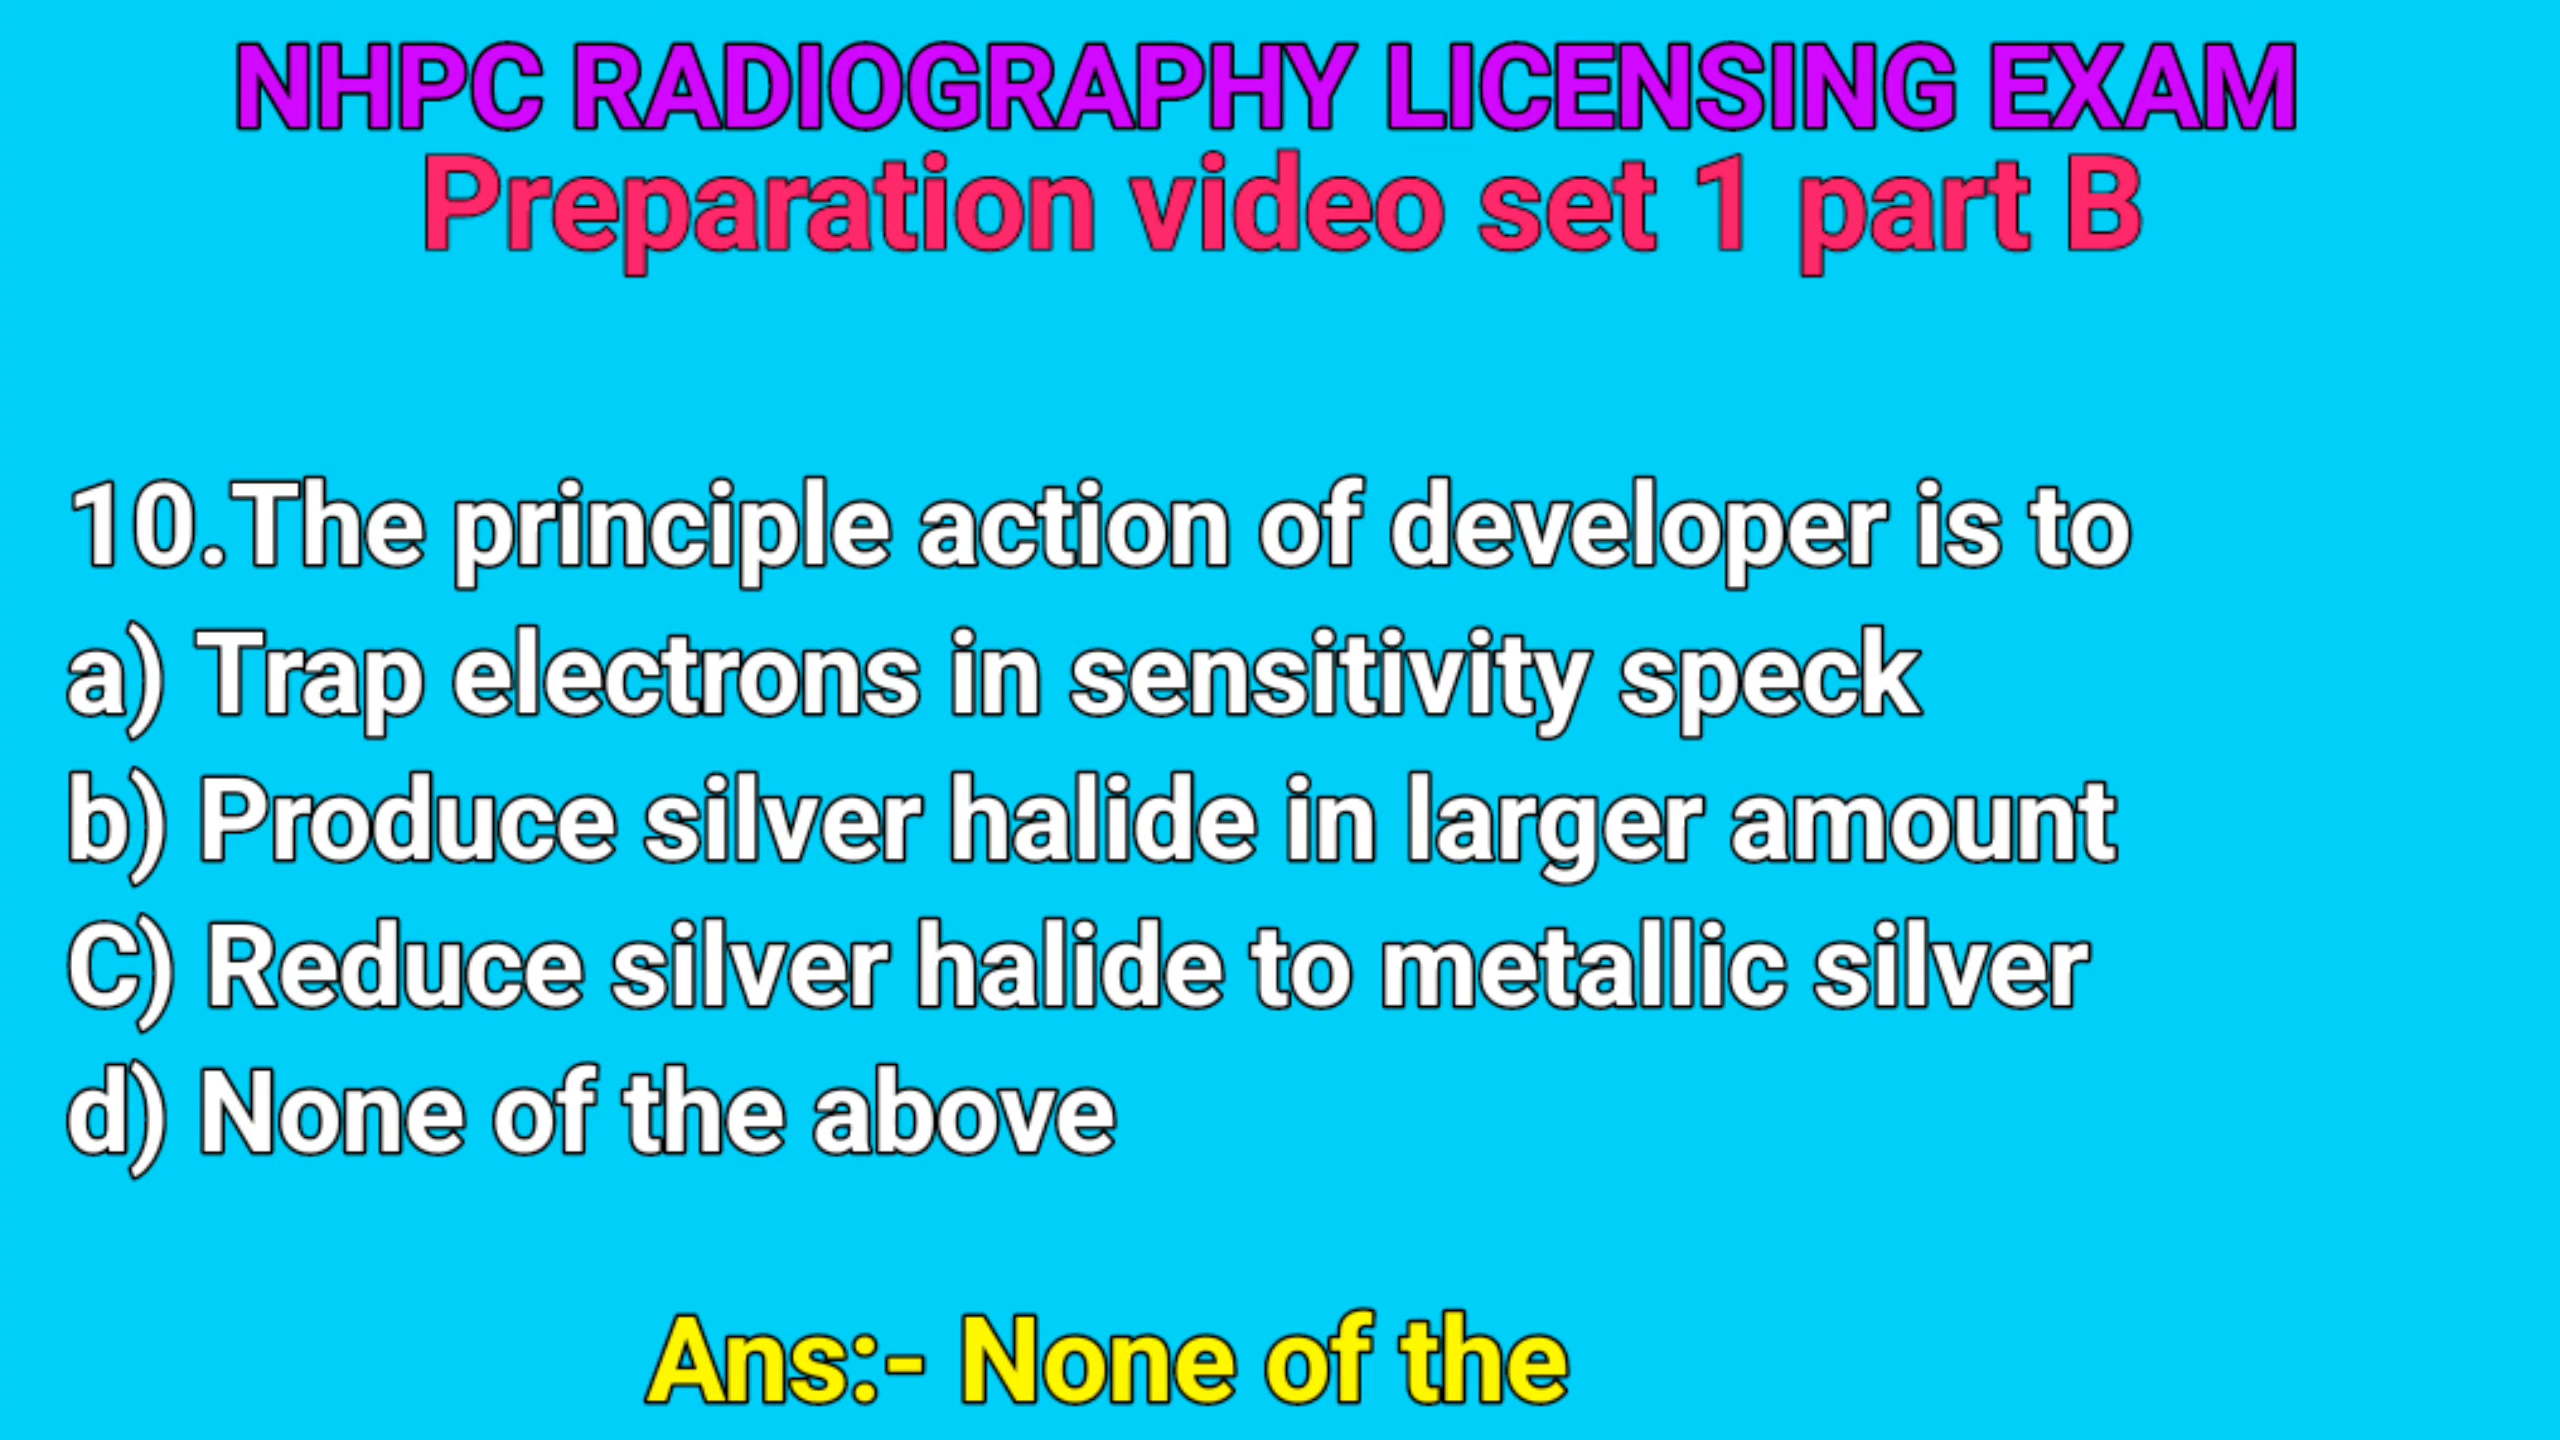 NHPC RADIOGRAPHY LICENSING EXAM
Preparation video set 1 part B
10.The principle action of developer is to
a) Trap electrons in sensitivity speck
b) Produce silver halide in larger amount
C) Reduce silver halide to metallic silver
d) None of the above
Ans:- None of the